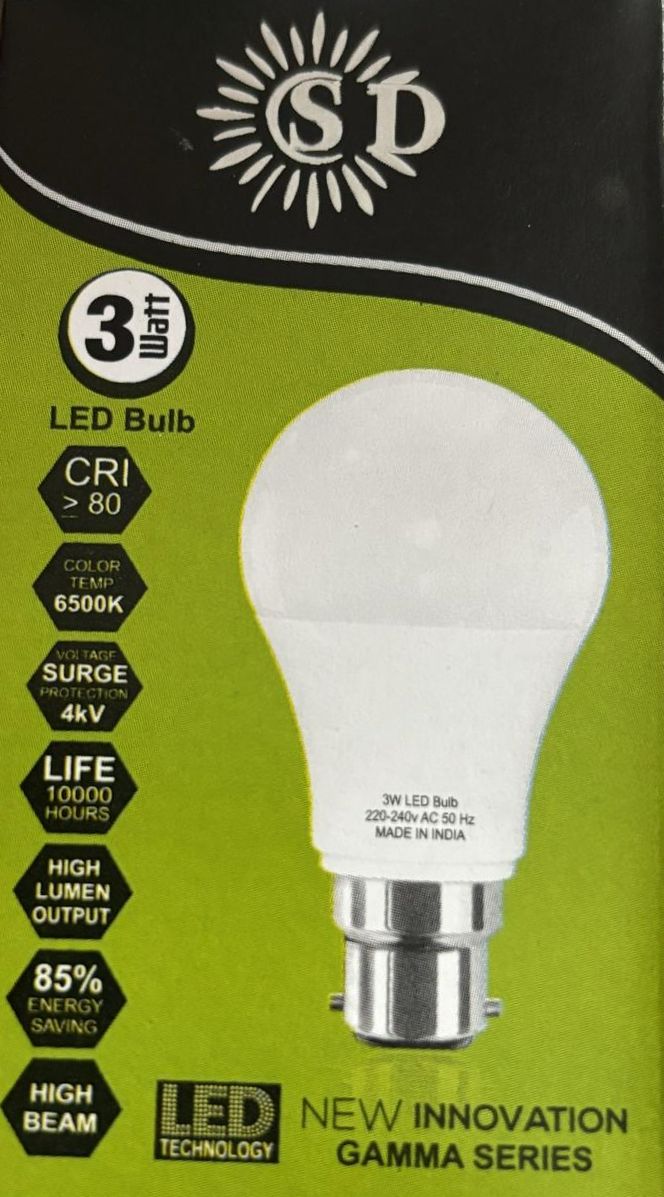 SD
3 Watt
LED Bulb
CRI
≥ 80
COLOR
TEMP
6500K
VOLTAGE
SURGE
PROTECTION
4kV
LIFE
10000
HOURS
HIGH
LUMEN
OUTPUT
85%
ENERGY
SAVING
HIGH
BEAM
3W LED Bulb
220-240v AC 50 Hz
MADE IN INDIA
LED
TECHNOLOGY
NEW INNOVATION
GAMMA SERIES